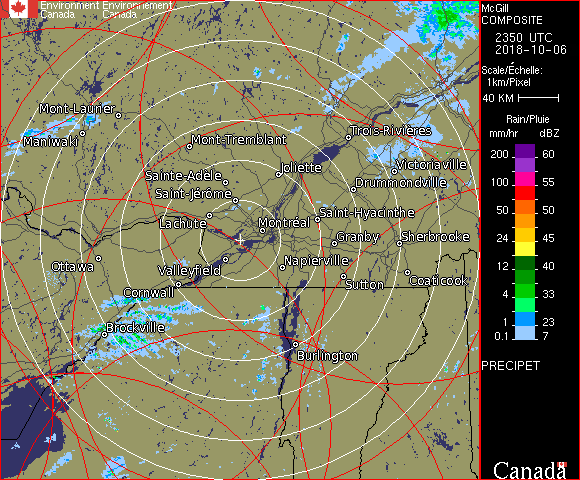 Environment Environnement
Canada Canada
Mont-Laurier
Maniwaki
Mont-Tremblant
Trois-Rivières
Sainte-Adèle
Joliette
Victoriaville
Saint-Jérôme
Drummondville
Lachute
Montréal
Saint-Hyacinthe
Granby
Sherbrooke
Ottawa
Valleyfield
Napierville
Cornwall
Sutton
Coaticook
Brockville
Burlington
McGill
COMPOSITE
2350 UTC
2018-10-06
Scale/Échelle:
1km/Pixel
40 KM
Rain/Pluie
mm/hr dBZ
200 60
150 57
100 55
50 50
24 45
12 40
4 33
1 23
0.1 7
PRECIPET
Canada